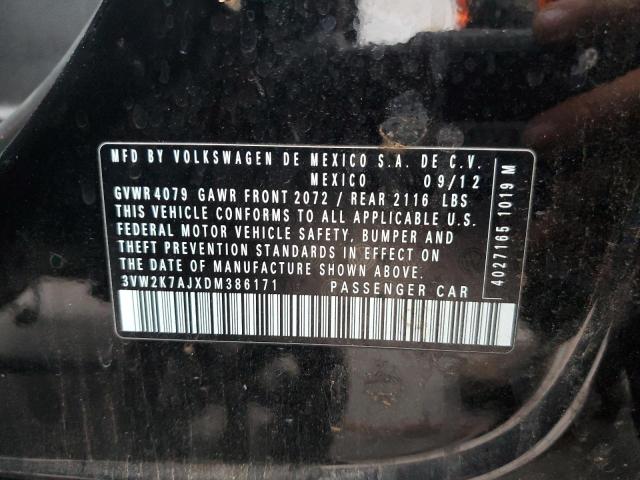 MFD BY VOLKSWAGEN DE MEXICO S.A. DE C.V.
MEXICO 09/12
GVWR 4079 GAWR FRONT 2072 / REAR 2116 LBS
THIS VEHICLE CONFORMS TO ALL APPLICABLE U.S.
FEDERAL MOTOR VEHICLE SAFETY, BUMPER AND
THEFT PREVENTION STANDARDS IN EFFECT ON
THE DATE OF MANUFACTURE SHOWN ABOVE.
3VW2K7AJXDM386171 PASSENGER CAR
4027165 1019 M